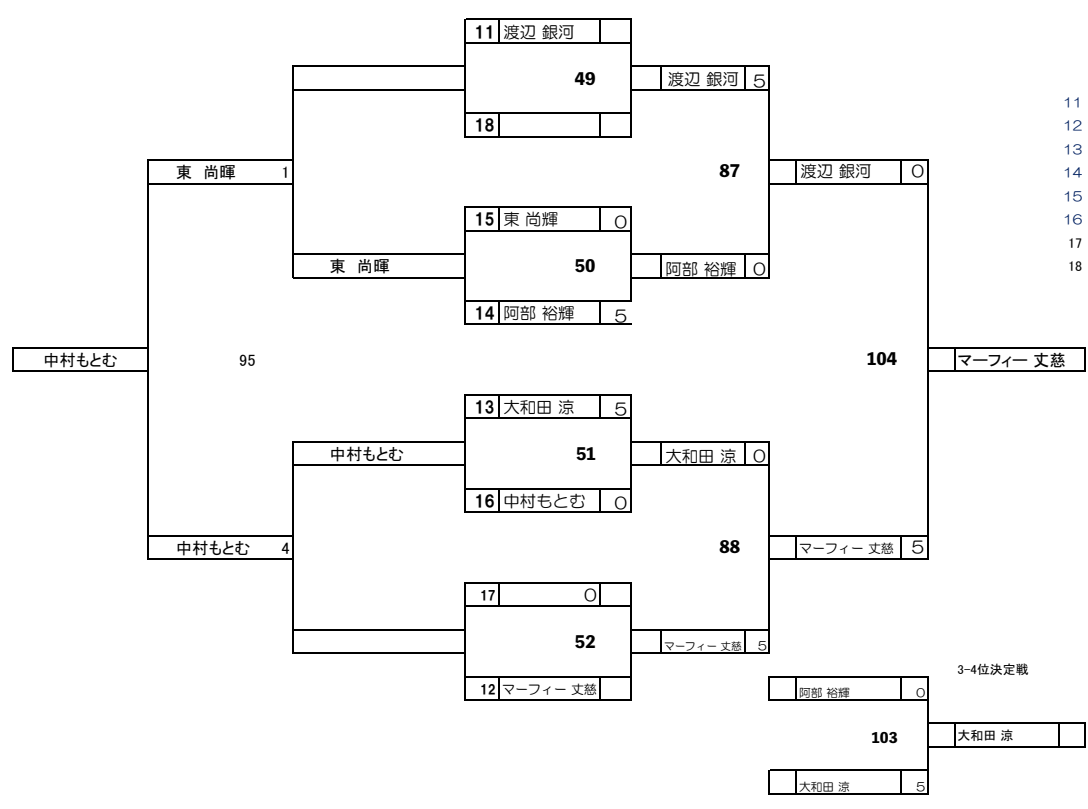 11 渡辺 銀河
49
渡辺 銀河 5
18
11
12
13
14
15
16
17
18
東 尚暉 1
87
渡辺 銀河 0
15 東 尚輝 0
東 尚暉
50
阿部 裕輝 0
14 阿部 裕輝 5
中村もとむ
95
104
マーフィー 丈慈
13 大和田 涼 5
中村もとむ
51
大和田 涼 0
16 中村もとむ 0
中村もとむ 4
88
マーフィー 丈慈 5
17 0
52
マーフィー 丈慈 5
12 マーフィー 丈慈
3-4位決定戦
阿部 裕輝 0
103
大和田 涼
大和田 涼 5